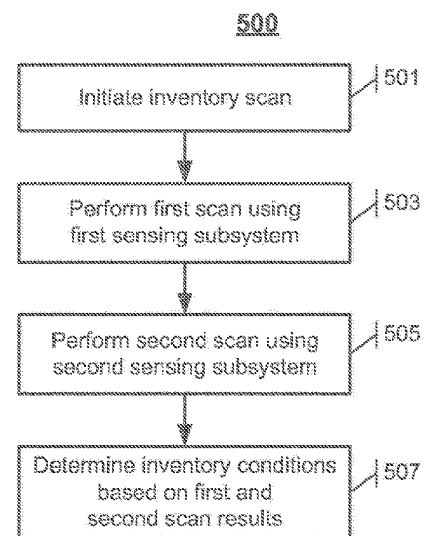 500
Initiate inventory scan
501
Perform first scan using
first sensing subsystem
503
Perform second scan using
second sensing subsystem
505
Determine inventory conditions
based on first and
second scan results
507